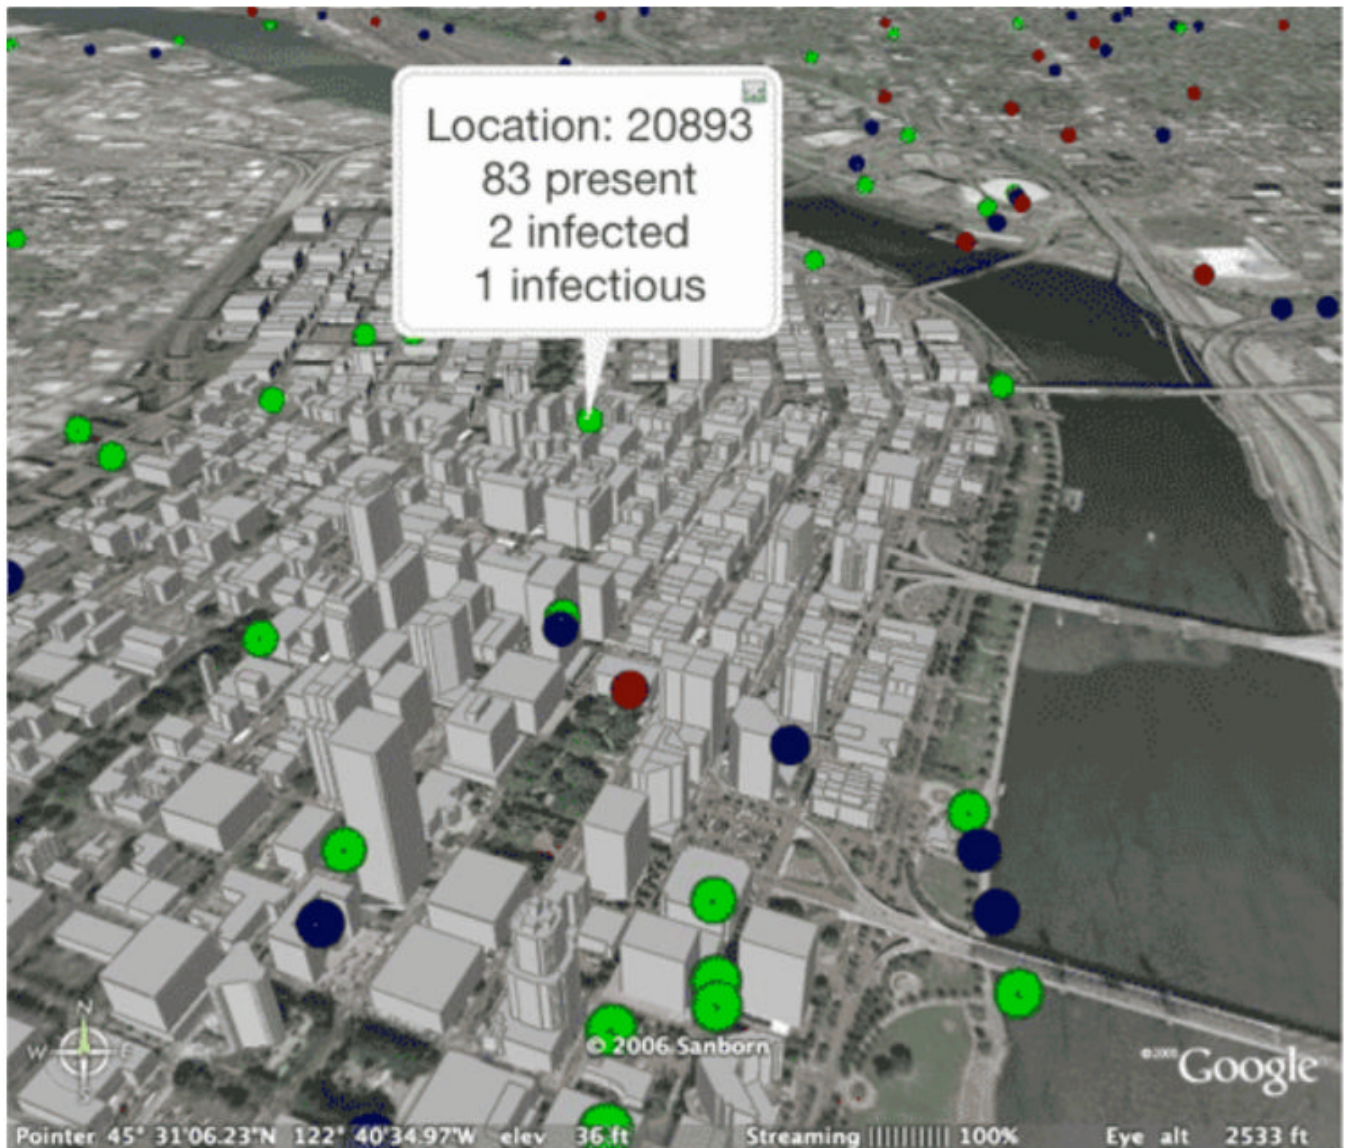 Location: 20893
83 present
2 infected
1 infectious
N
W E
© 2006 Sanborn
Google
Pointer 45° 31'06.23"N 122° 40'34.97"W elev 36 ft Streaming ||||||||| 100% Eye alt 2533 ft